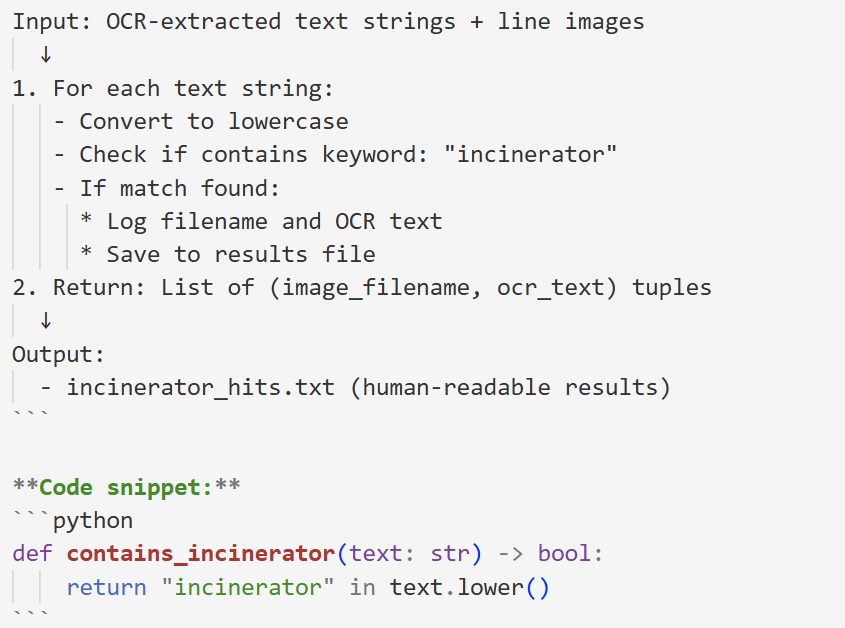 Input: OCR-extracted text strings + line images
↓
1. For each text string:
- Convert to lowercase
- Check if contains keyword: "incinerator"
- If match found:
* Log filename and OCR text
* Save to results file
2. Return: List of (image_filename, ocr_text) tuples
↓
Output:
- incinerator_hits.txt (human-readable results)
```
**Code snippet:**
```python
def contains_incinerator(text: str) -> bool:
return "incinerator" in text.lower()
```